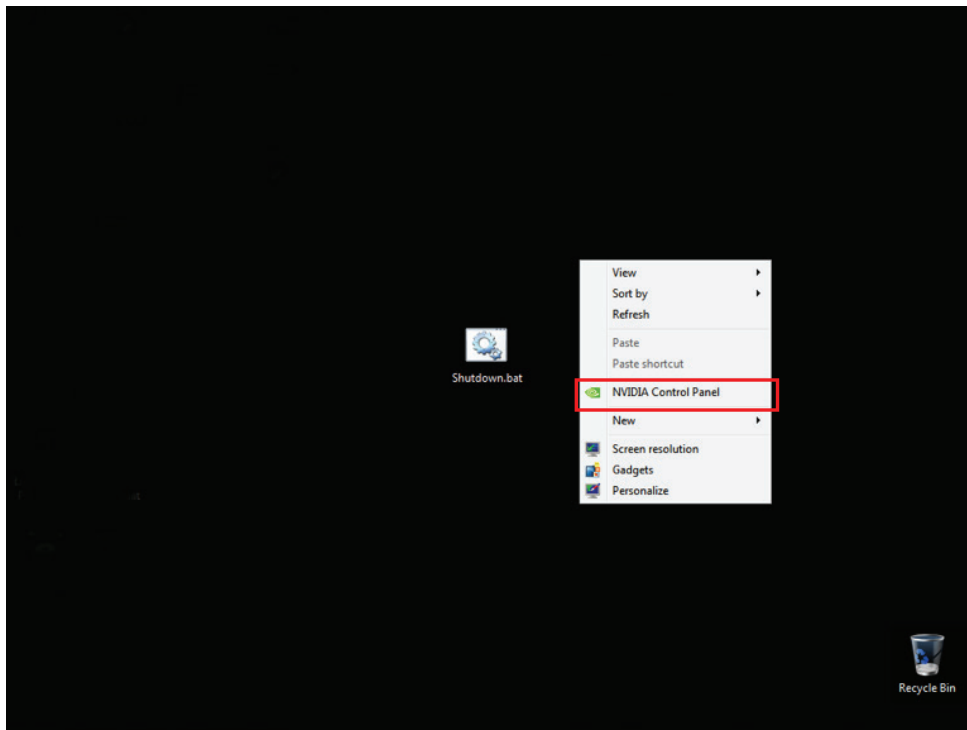 View
Sort by
Refresh
Paste
Paste shortcut
Shutdown.bat
NVIDIA Control Panel
New
Screen resolution
Gadgets
Personalize
Recycle Bin